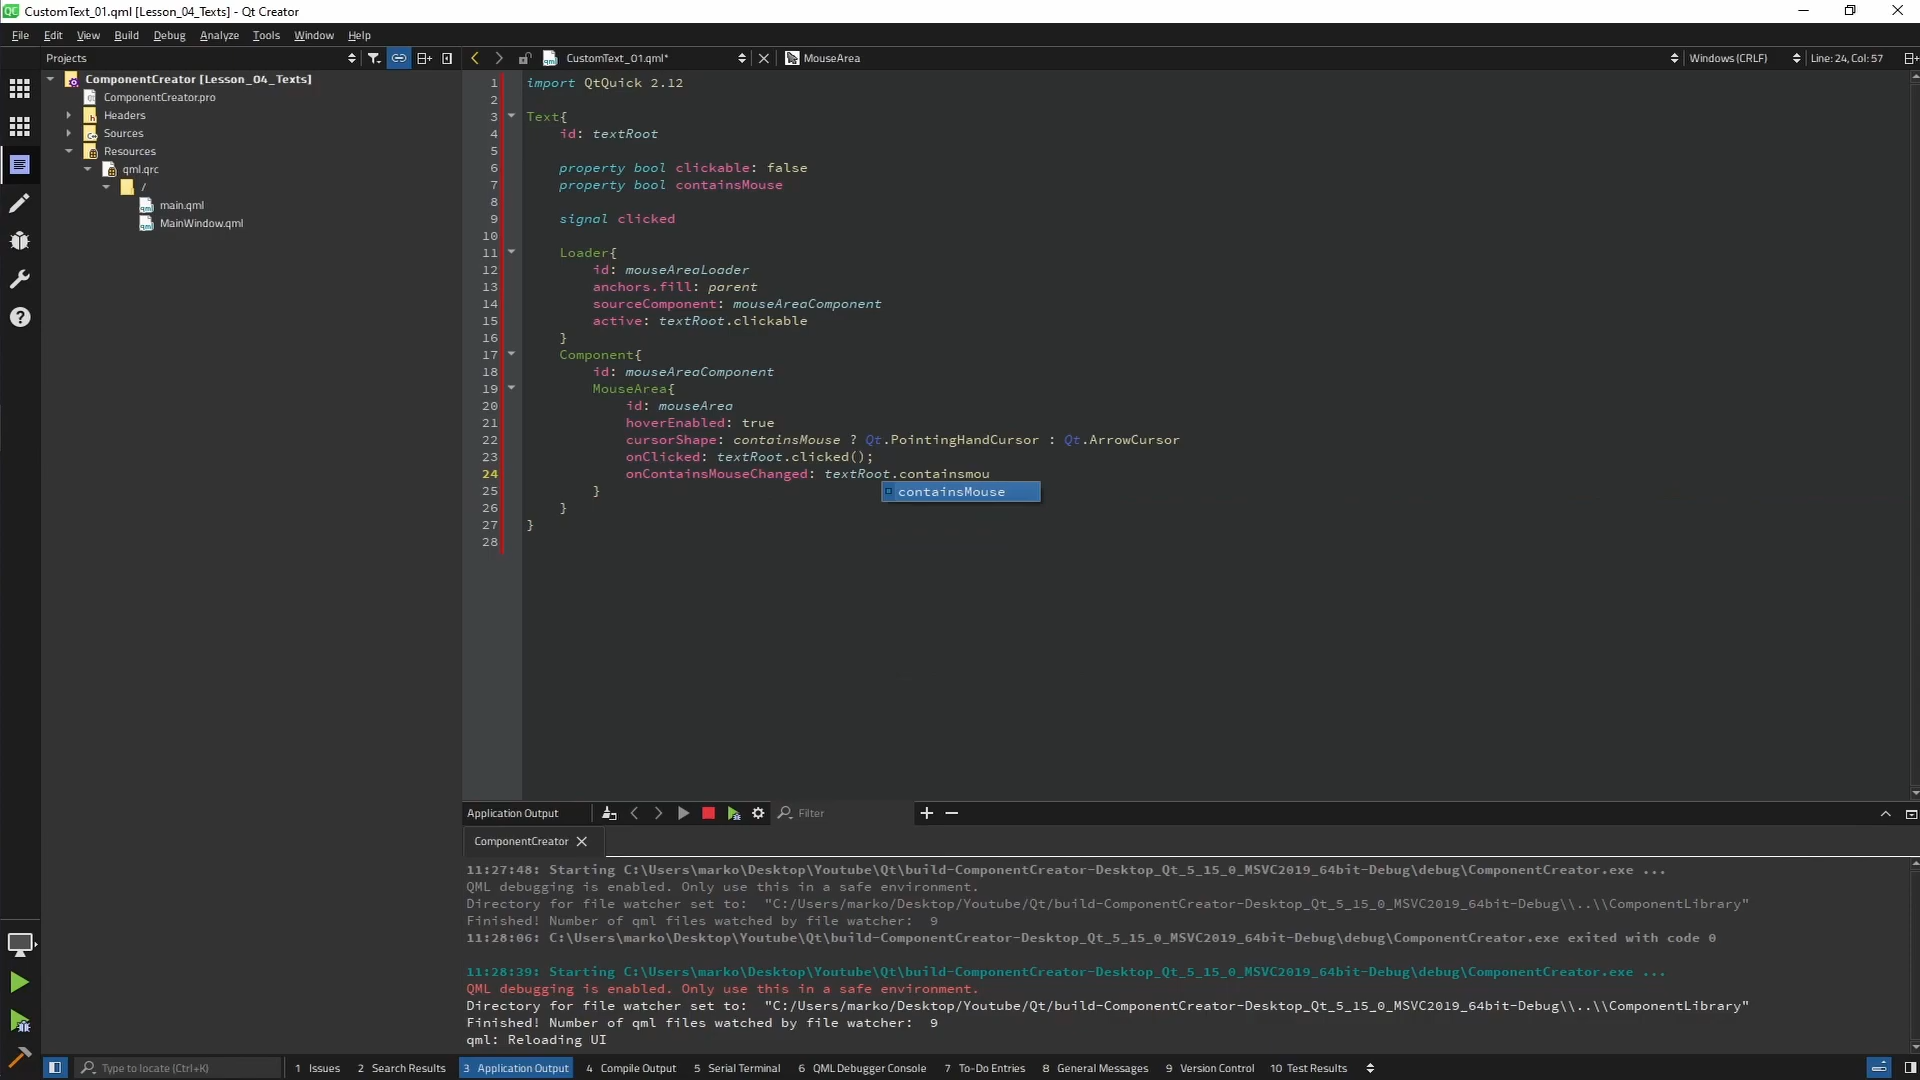 CustomText_01.qml [Lesson_04_Texts] - Qt Creator
File Edit View Build Debug Analyze Tools Window Help
Projects CustomText_01.qml* MouseArea Windows (CRLF) Line: 24, Col: 57
ComponentCreator [Lesson_04_Texts]
ComponentCreator.pro
Headers
Sources
Resources
qml.qrc
/
main.qml
MainWindow.qml
1 import QtQuick 2.12
2
3 Text{
4 id: textRoot
5
6 property bool clickable: false
7 property bool containsMouse
8
9 signal clicked
10
11 Loader{
12 id: mouseAreaLoader
13 anchors.fill: parent
14 sourceComponent: mouseAreaComponent
15 active: textRoot.clickable
16 }
17 Component{
18 id: mouseAreaComponent
19 MouseArea{
20 id: mouseArea
21 hoverEnabled: true
22 cursorShape: containsMouse ? Qt.PointingHandCursor : Qt.ArrowCursor
23 onClicked: textRoot.clicked();
24 onContainsMouseChanged: textRoot.containsmou
25 }
containsMouse
26 }
27 }
28
Application Output Filter
ComponentCreator
11:27:48: Starting C:\Users\marko\Desktop\Youtube\Qt\build-ComponentCreator-Desktop_Qt_5_15_0_MSVC2019_64bit-Debug\debug\ComponentCreator.exe ...
QML debugging is enabled. Only use this in a safe environment.
Directory for file watcher set to:  "C:/Users/marko/Desktop/Youtube/Qt/build-ComponentCreator-Desktop_Qt_5_15_0_MSVC2019_64bit-Debug\\..\\ComponentLibrary"
Finished! Number of qml files watched by file watcher:  9
11:28:06: C:\Users\marko\Desktop\Youtube\Qt\build-ComponentCreator-Desktop_Qt_5_15_0_MSVC2019_64bit-Debug\debug\ComponentCreator.exe exited with code 0
11:28:39: Starting C:\Users\marko\Desktop\Youtube\Qt\build-ComponentCreator-Desktop_Qt_5_15_0_MSVC2019_64bit-Debug\debug\ComponentCreator.exe ...
QML debugging is enabled. Only use this in a safe environment.
Directory for file watcher set to:  "C:/Users/marko/Desktop/Youtube/Qt/build-ComponentCreator-Desktop_Qt_5_15_0_MSVC2019_64bit-Debug\\..\\ComponentLibrary"
Finished! Number of qml files watched by file watcher:  9
qml: Reloading UI
Type to locate (Ctrl+K) 1 Issues 2 Search Results 3 Application Output 4 Compile Output 5 Serial Terminal 6 QML Debugger Console 7 To-Do Entries 8 General Messages 9 Version Control 10 Test Results